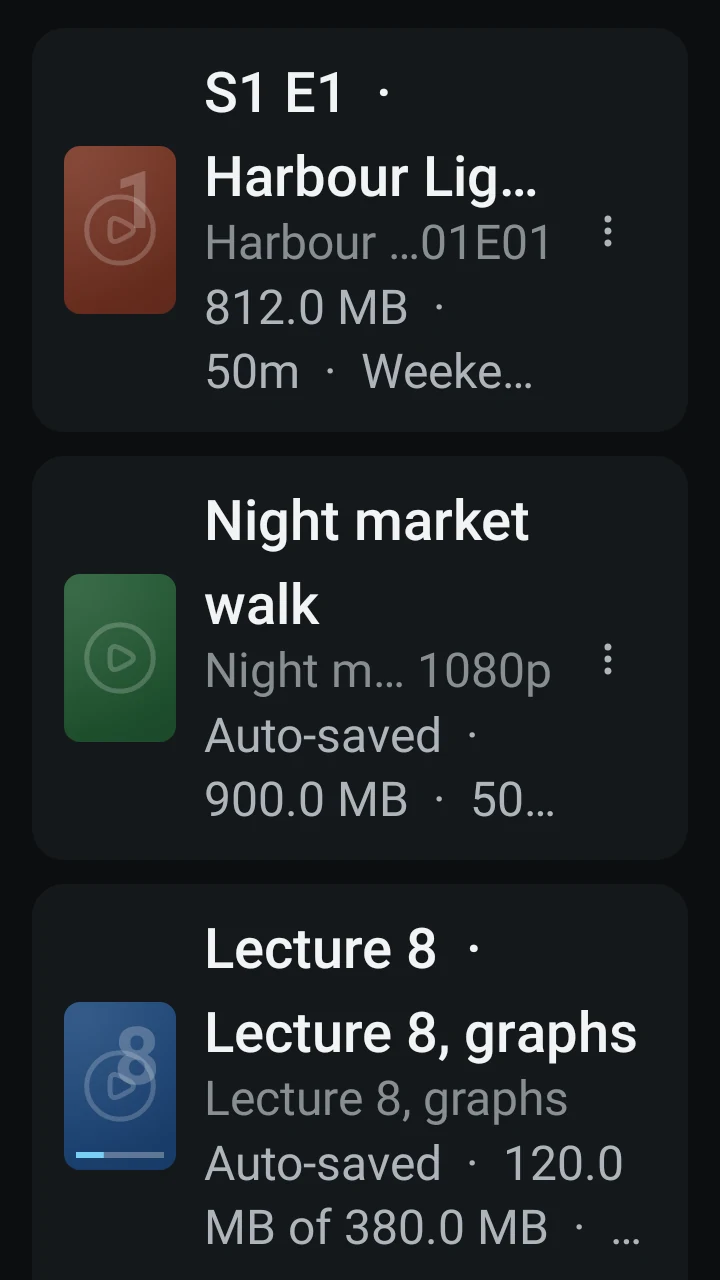 S1 E1 ·
1
Harbour Lig…
Harbour …01E01
812.0 MB ·
50m · Weeke…
Night market
walk
Night m… 1080p
Auto-saved ·
900.0 MB · 50…
Lecture 8 ·
8
Lecture 8, graphs
Lecture 8, graphs
Auto-saved · 120.0
MB of 380.0 MB · …